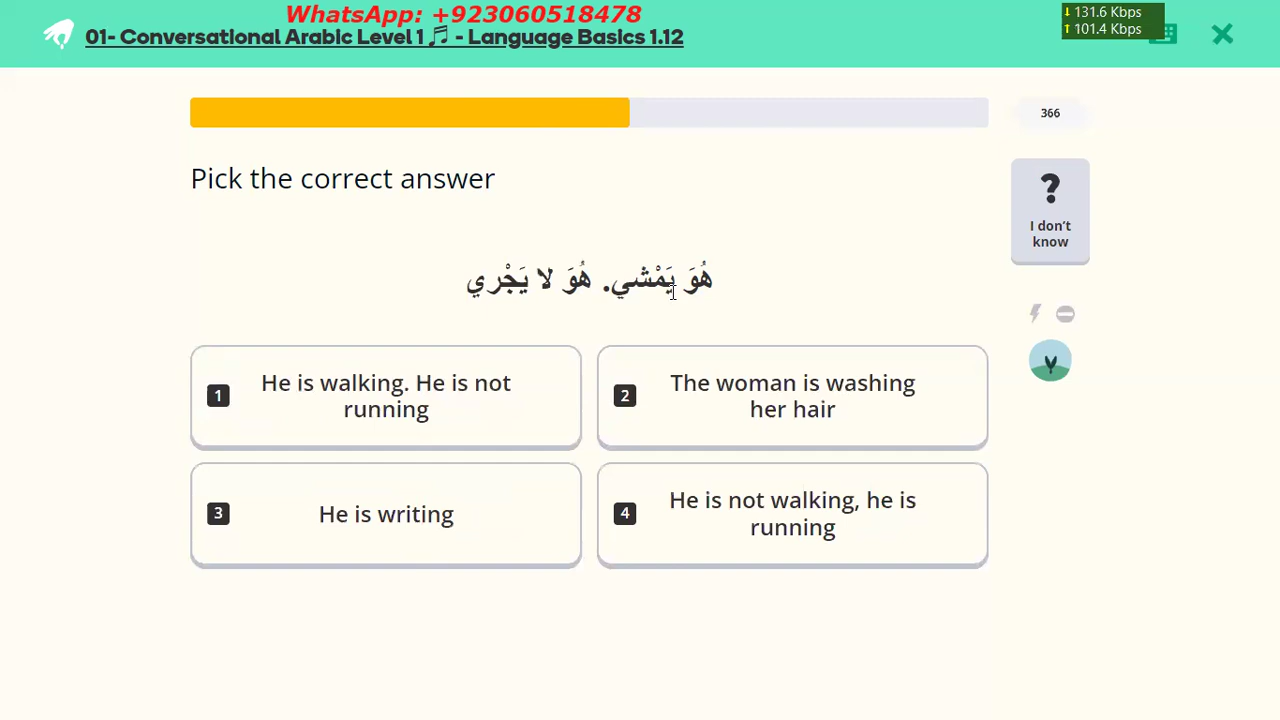 WhatsApp: +923060518478
01- Conversational Arabic Level 1 🎵 - Language Basics 1.12
131.6 Kbps
101.4 Kbps
366
Pick the correct answer
?
I don't
know
هُوَ يَمْشي. هُوَ لا يَجْري
1
He is walking. He is not
running
2
The woman is washing
her hair
3
He is writing
4
He is not walking, he is
running